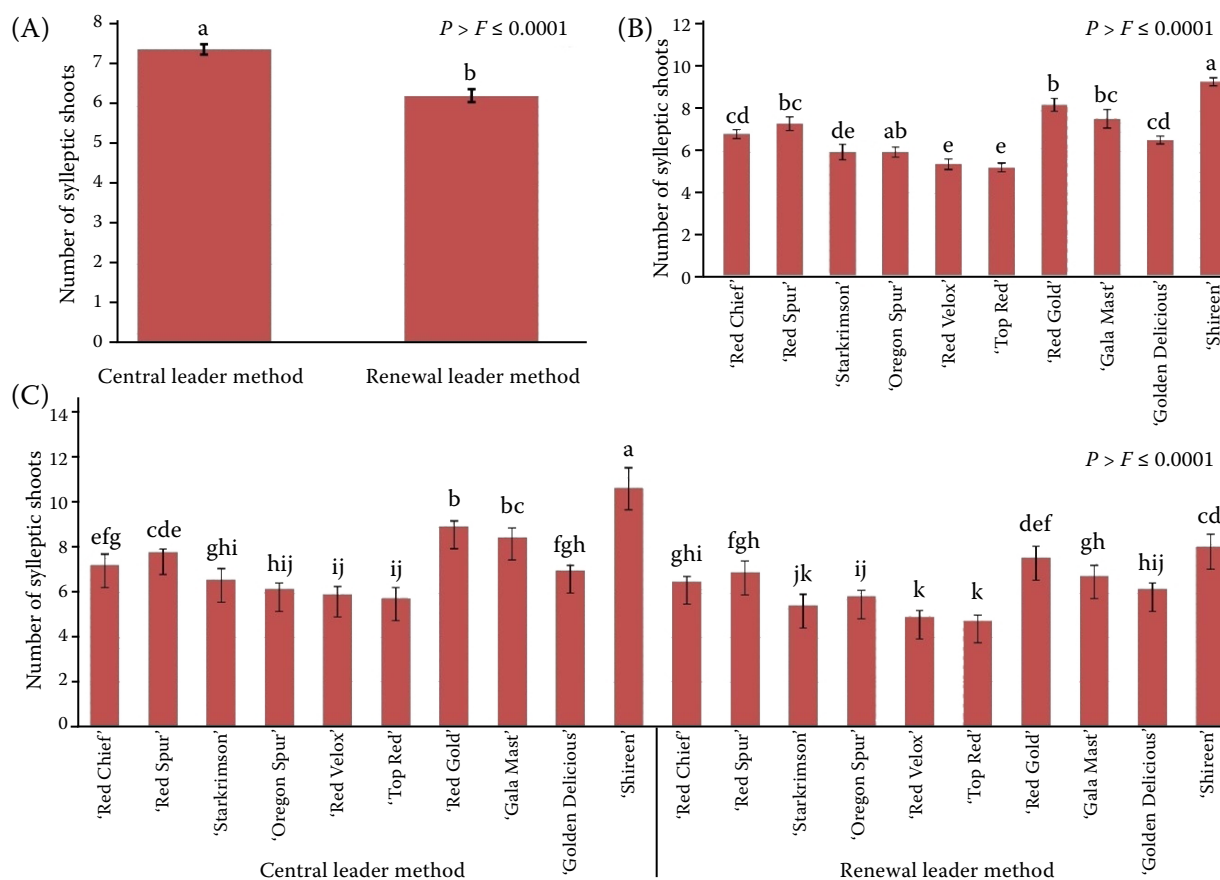 (A)
P > F ≤ 0.0001
Number of sylleptic shoots
8
7
6
5
4
3
2
1
0
a
b
Central leader method
Renewal leader method
(B)
P > F ≤ 0.0001
Number of sylleptic shoots
12
10
8
6
4
2
0
cd
bc
de
ab
e
e
b
bc
cd
a
‘Red Chief’
‘Red Spur’
‘Starkrimson’
‘Oregon Spur’
‘Red Velox’
‘Top Red’
‘Red Gold’
‘Gala Mast’
‘Golden Delicious’
‘Shireen’
(C)
P > F ≤ 0.0001
Number of sylleptic shoots
14
12
10
8
6
4
2
0
efg
cde
ghi
hij
ij
ij
b
bc
fgh
a
ghi
fgh
jk
ij
k
k
def
gh
hij
cd
‘Red Chief’
‘Red Spur’
‘Starkrimson’
‘Oregon Spur’
‘Red Velox’
‘Top Red’
‘Red Gold’
‘Gala Mast’
‘Golden Delicious’
‘Shireen’
‘Red Chief’
‘Red Spur’
‘Starkrimson’
‘Oregon Spur’
‘Red Velox’
‘Top Red’
‘Red Gold’
‘Gala Mast’
‘Golden Delicious’
‘Shireen’
Central leader method
Renewal leader method